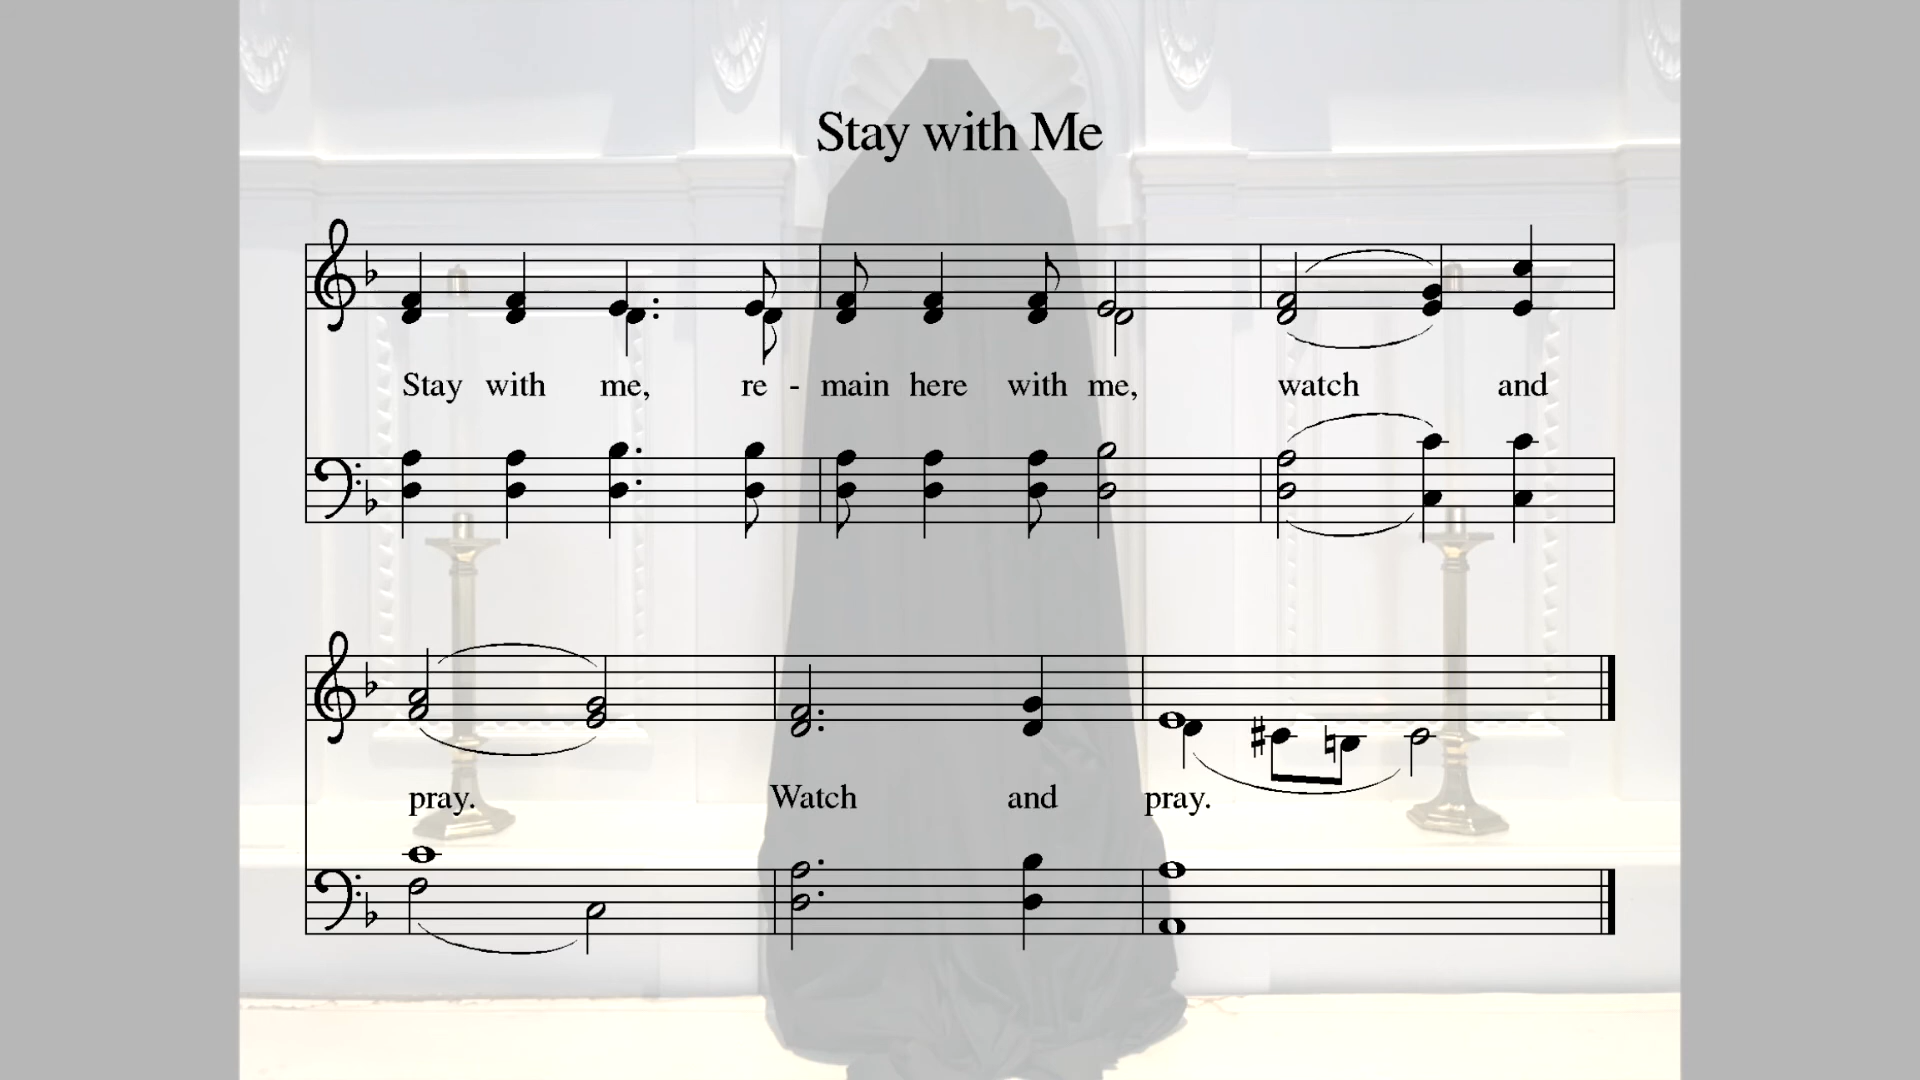 Stay with Me
Stay with me, re - main here with me, watch and
pray. Watch and pray.